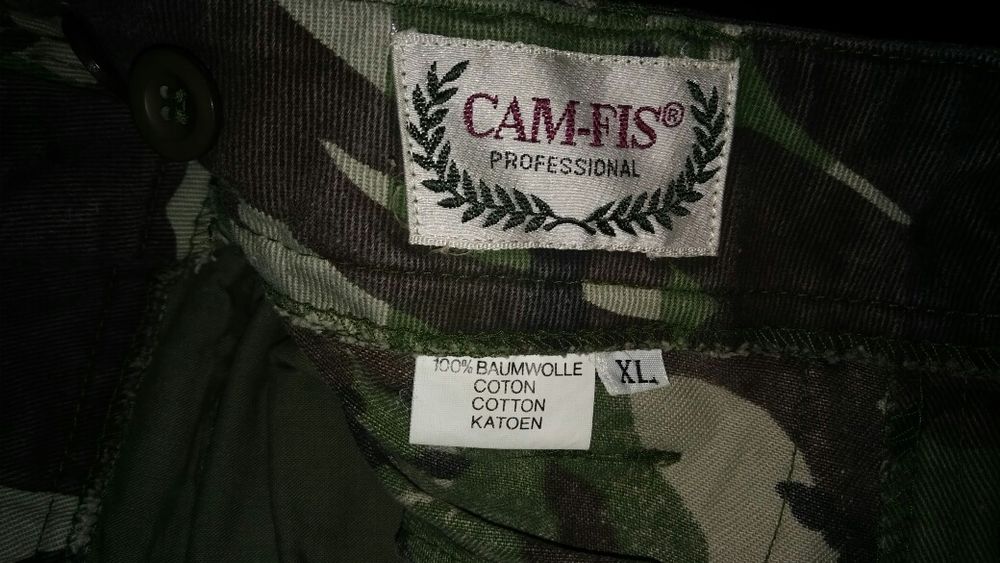 CAM-FIS®
PROFESSIONAL
100% BAUMWOLLE
COTON
COTTON
KATOEN
XL